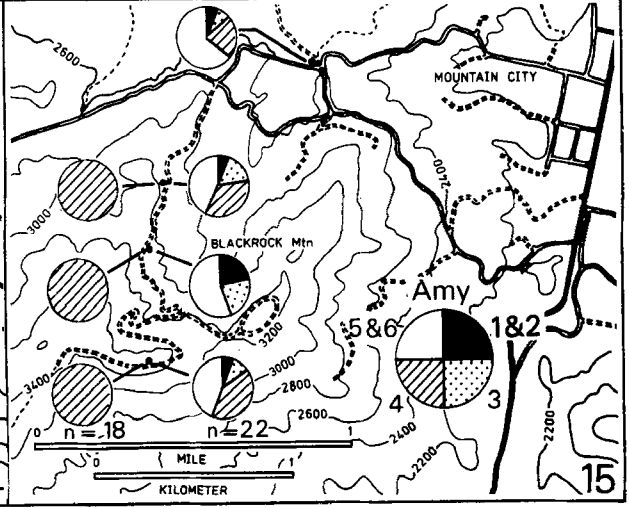 2600
MOUNTAIN CITY
2400
3000
BLACKROCK Mtn
Amy
5&6 1&2
3200
3000
3400
2800
4 3
2600
2200
n=18 n=22
2400
0 1
MILE
2200
0 1
KILOMETER
15